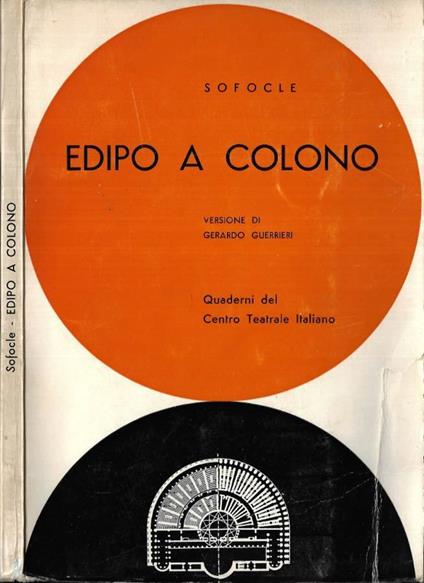 Sofocle - EDIPO A COLONO
SOFOCLE
EDIPO A COLONO
VERSIONE DI
GERARDO GUERRIERI
Quaderni del
Centro Teatrale Italiano